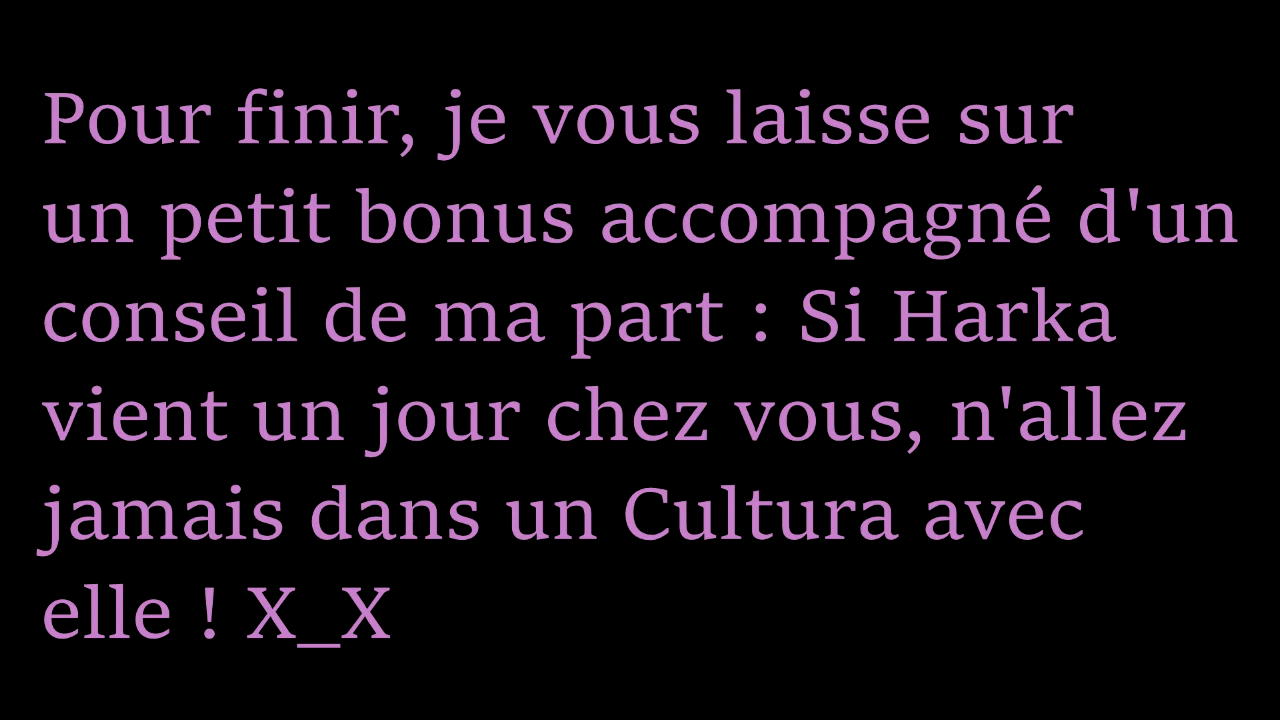 Pour finir, je vous laisse sur
un petit bonus accompagné d'un
conseil de ma part : Si Harka
vient un jour chez vous, n'allez
jamais dans un Cultura avec
elle ! X_X